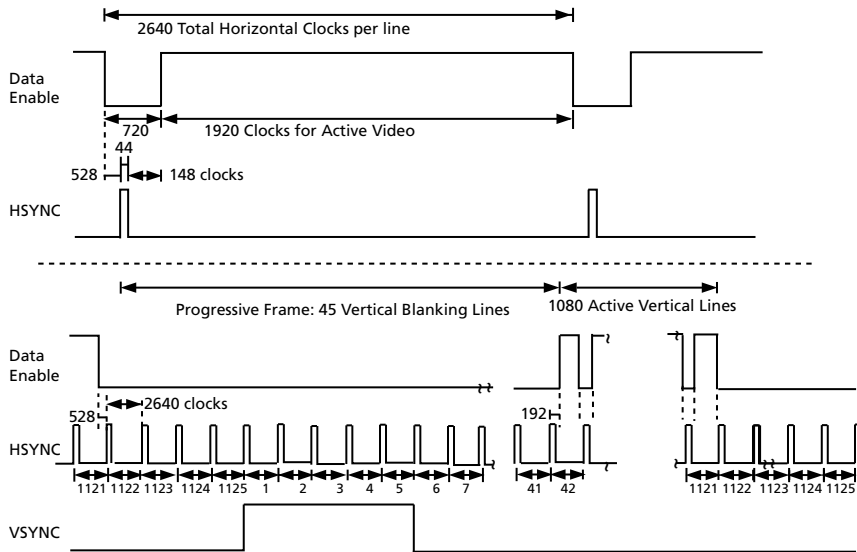 2640 Total Horizontal Clocks per line
Data
Enable
720
1920 Clocks for Active Video
44
528
148 clocks
HSYNC
Progressive Frame: 45 Vertical Blanking Lines
1080 Active Vertical Lines
Data
Enable
528
2640 clocks
192
HSYNC
1121 1122 1123 1124 1125 1 2 3 4 5 6 7 41 42 1121 1122 1123 1124 1125
VSYNC